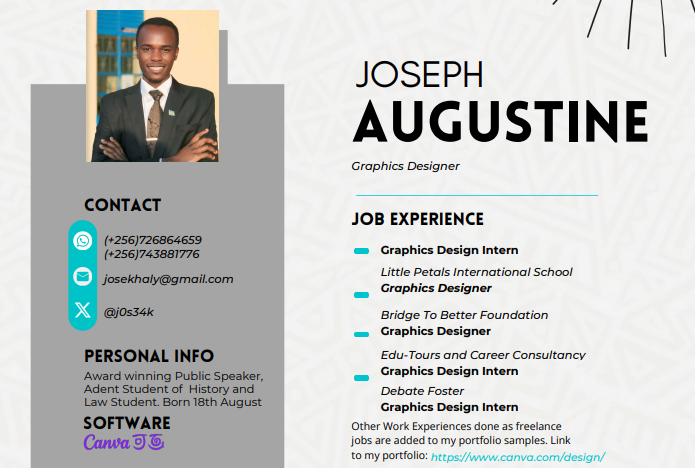 JOSEPH
AUGUSTINE
Graphics Designer
CONTACT
(+256)726864659
(+256)743881776
josekhaly@gmail.com
@j0s34k
PERSONAL INFO
Award winning Public Speaker,
Adent Student of History and
Law Student. Born 18th August
SOFTWARE
Canva
JOB EXPERIENCE
Graphics Design Intern
Little Petals International School
Graphics Designer
Bridge To Better Foundation
Graphics Designer
Edu-Tours and Career Consultancy
Graphics Design Intern
Debate Foster
Graphics Design Intern
Other Work Experiences done as freelance
jobs are added to my portfolio samples. Link
to my portfolio: https://www.canva.com/design/